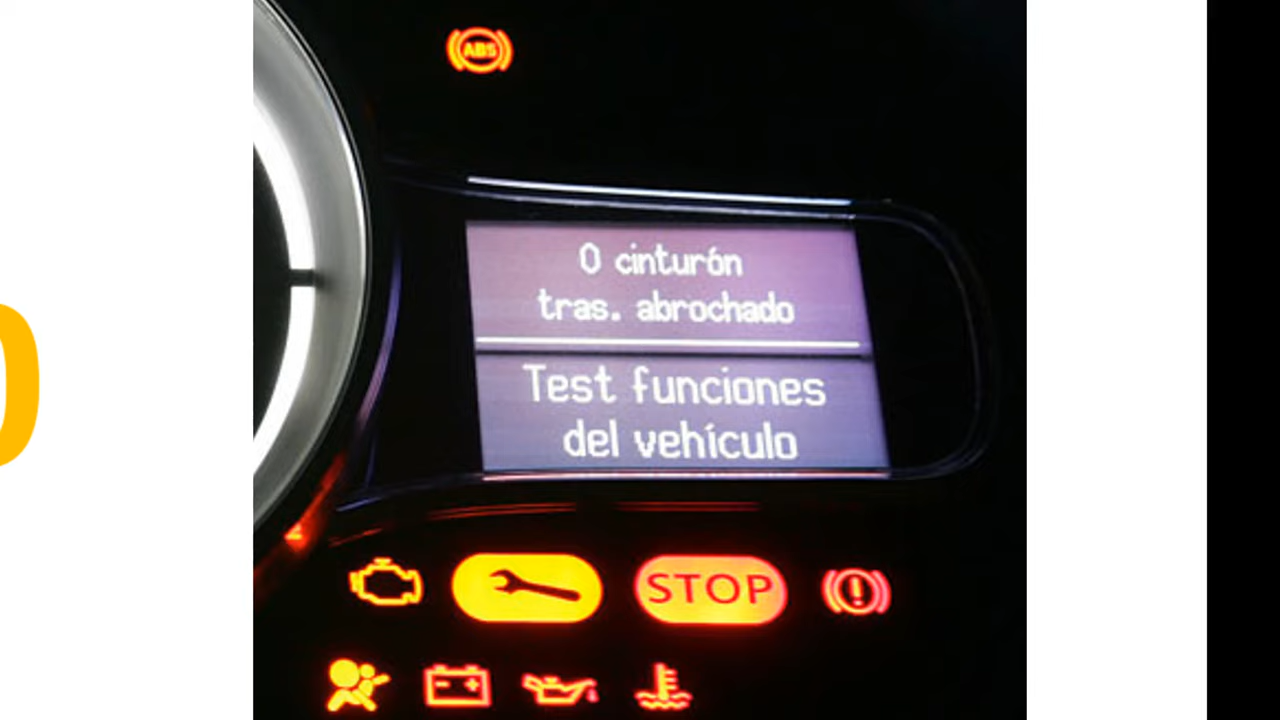 ABS
0 cinturón
tras. abrochado
Test funciones
del vehículo
STOP